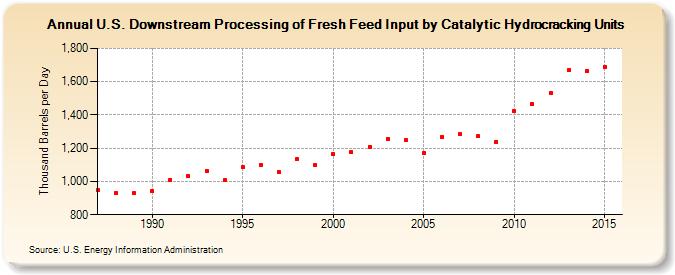 Annual U.S. Downstream Processing of Fresh Feed Input by Catalytic Hydrocracking Units
Thousand Barrels per Day
1,800
1,600
1,400
1,200
1,000
800
1990 1995 2000 2005 2010 2015
Source: U.S. Energy Information Administration